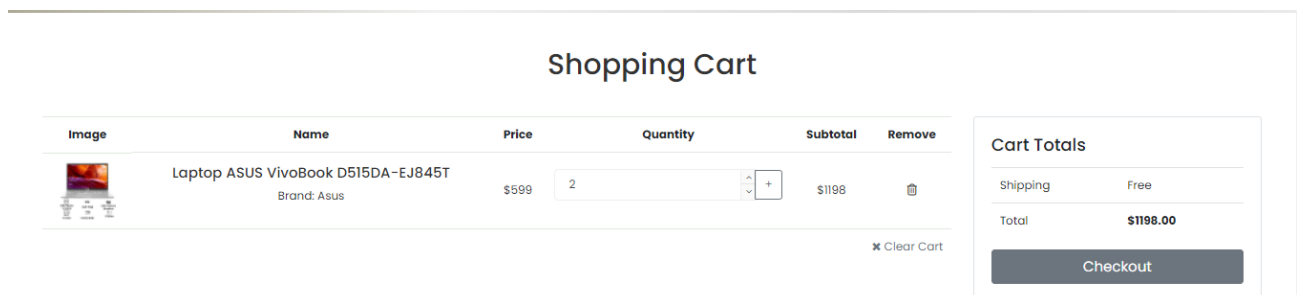 Shopping Cart
Image Name Price Quantity Subtotal Remove
Laptop ASUS VivoBook D515DA-EJ845T
Brand: Asus
$599 2 + $1198
✖ Clear Cart
Cart Totals
Shipping Free
Total $1198.00
Checkout